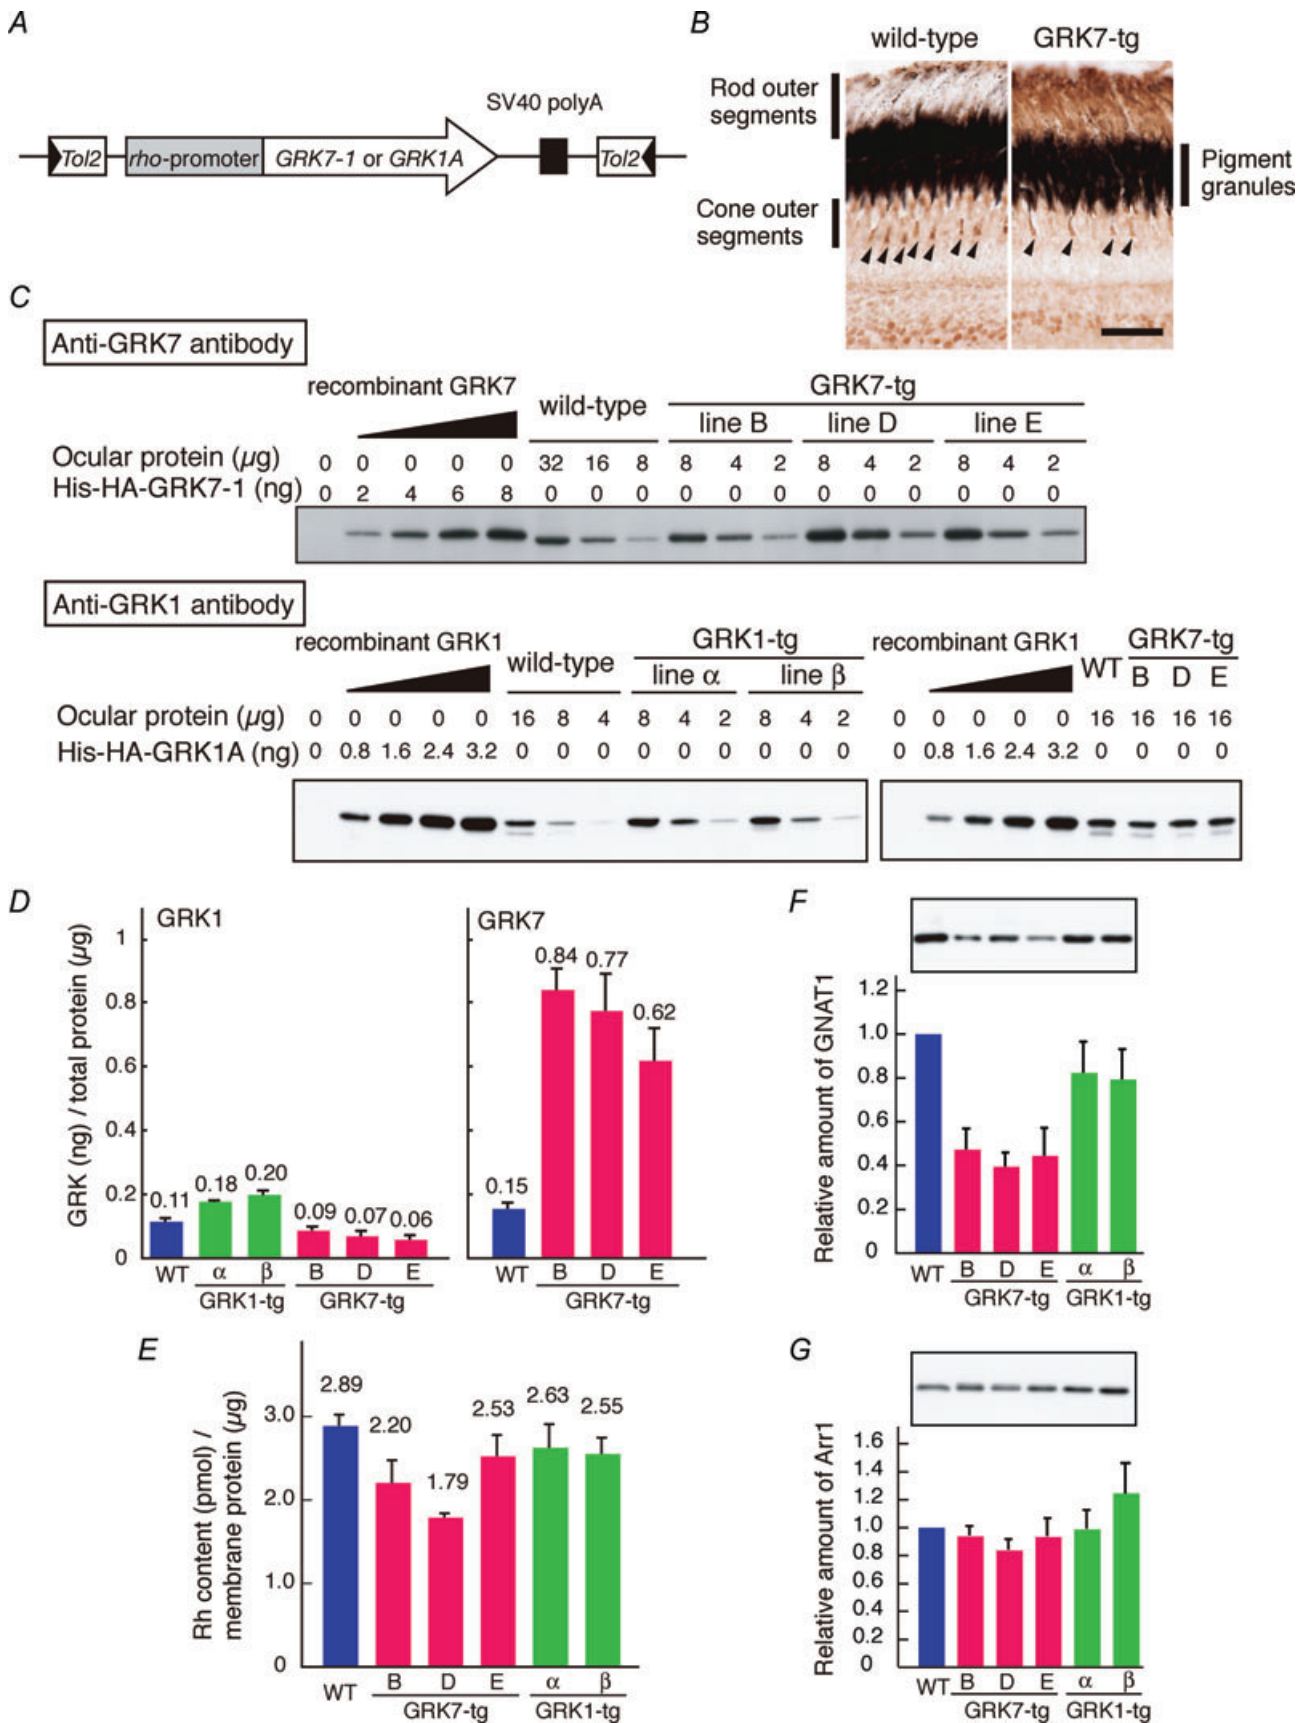 A
SV40 polyA
Tol2 rho-promoter GRK7-1 or GRK1A Tol2
B
wild-type GRK7-tg
Rod outer segments
Pigment granules
Cone outer segments
C
Anti-GRK7 antibody
GRK7-tg
recombinant GRK7 wild-type
line B line D line E
Ocular protein (µg) 0 0 0 0 0 32 16 8 8 4 2 8 4 2 8 4 2
His-HA-GRK7-1 (ng) 0 2 4 6 8 0 0 0 0 0 0 0 0 0 0 0 0
Anti-GRK1 antibody
recombinant GRK1 wild-type GRK1-tg recombinant GRK1 WT GRK7-tg
line α line β B D E
Ocular protein (µg) 0 0 0 0 0 16 8 4 8 4 2 8 4 2 0 0 0 0 0 16 16 16 16
His-HA-GRK1A (ng) 0 0.8 1.6 2.4 3.2 0 0 0 0 0 0 0 0 0 0 0.8 1.6 2.4 3.2 0 0 0 0
D
GRK1
GRK (ng) / total protein (µg)
1
0.8
0.6
0.4
0.2
0
0.11 0.18 0.20 0.09 0.07 0.06
WT α β B D E
GRK1-tg GRK7-tg
GRK7
0.15 0.84 0.77 0.62
WT B D E
GRK7-tg
F
Relative amount of GNAT1
1.2
1.0
0.8
0.6
0.4
0.2
0
WT B D E α β
GRK7-tg GRK1-tg
E
Rh content (pmol) / membrane protein (µg)
3.0
2.0
1.0
0
2.89 2.20 1.79 2.53 2.63 2.55
WT B D E α β
GRK7-tg GRK1-tg
G
Relative amount of Arr1
1.6
1.4
1.2
1.0
0.8
0.6
0.4
0.2
0
WT B D E α β
GRK7-tg GRK1-tg